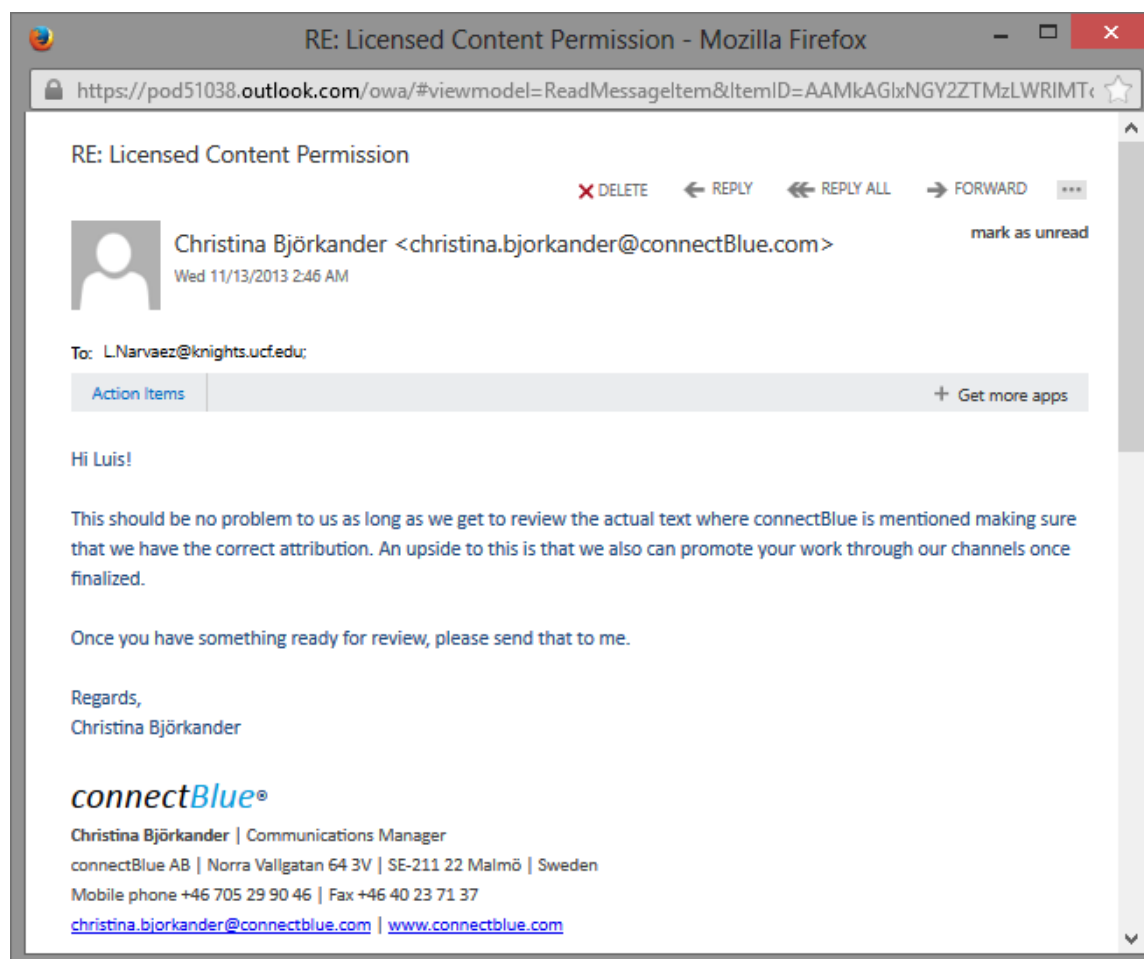 RE: Licensed Content Permission - Mozilla Firefox
https://pod51038.outlook.com/owa/#viewmodel=ReadMessageItem&ItemID=AAMkAGIxNGY2ZTMzLWRlMT
RE: Licensed Content Permission
DELETE REPLY REPLY ALL FORWARD ...
Christina Björkander <christina.bjorkander@connectBlue.com>
mark as unread
Wed 11/13/2013 2:46 AM
To: L.Narvaez@knights.ucf.edu;
Action Items + Get more apps
Hi Luis!
This should be no problem to us as long as we get to review the actual text where connectBlue is mentioned making sure
that we have the correct attribution. An upside to this is that we also can promote your work through our channels once
finalized.
Once you have something ready for review, please send that to me.
Regards,
Christina Björkander
connectBlue®
Christina Björkander | Communications Manager
connectBlue AB | Norra Vallgatan 64 3V | SE-211 22 Malmö | Sweden
Mobile phone +46 705 29 90 46 | Fax +46 40 23 71 37
christina.bjorkander@connectblue.com | www.connectblue.com